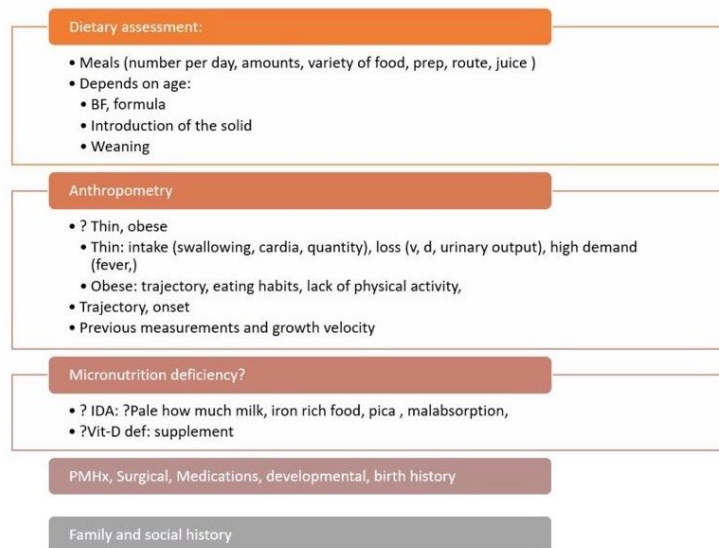 Dietary assessment:
• Meals (number per day, amounts, variety of food, prep, route, juice )
• Depends on age:
• BF, formula
• Introduction of the solid
• Weaning
Anthropometry
• ? Thin, obese
• Thin: intake (swallowing, cardia, quantity), loss (v, d, urinary output), high demand
(fever,)
• Obese: trajectory, eating habits, lack of physical activity,
• Trajectory, onset
• Previous measurements and growth velocity
Micronutrition deficiency?
• ? IDA: ?Pale how much milk, iron rich food, pica , malabsorption,
• ?Vit-D def: supplement
PMHx, Surgical, Medications, developmental, birth history
Family and social history